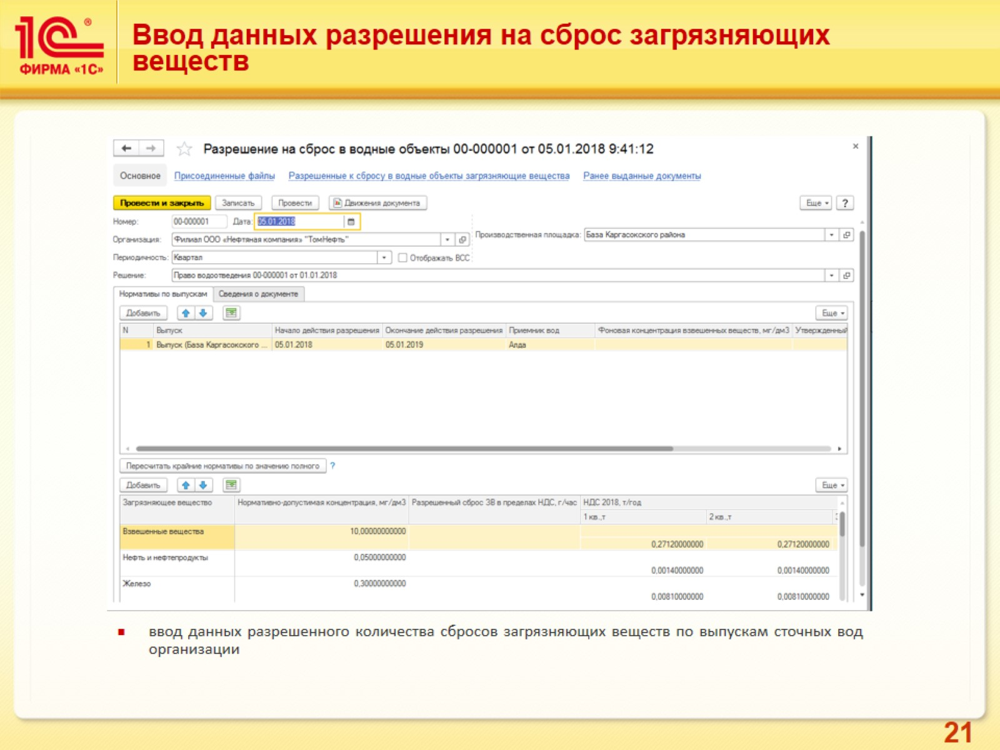 1С®
ФИРМА «1С»
Ввод данных разрешения на сброс загрязняющих
веществ
Разрешение на сброс в водные объекты 00-000001 от 05.01.2018 9:41:12
Основное Присоединенные файлы Разрешенные к сбросу в водные объекты загрязняющие вещества Ранее выданные документы
Провести и закрыть Записать Провести Движения документа Еще ?
Номер: 00-000001 Дата: 05.01.2018
Организация: Филиал ООО «Нефтяная компания» "ТомНефть" Производственная площадка: База Каргасокского района
Периодичность: Квартал Отображать ВСС
Решение: Право водоотведения 00-000001 от 01.01.2018
Нормативы по выпускам Сведения о документе
Добавить Еще
N Выпуск Начало действия разрешения Окончание действия разрешения Приемник вод Фоновая концентрация взвешенных веществ, мг/дм3 Утвержденный
1 Выпуск (База Каргасокского ... 05.01.2018 05.01.2019 Алда
Пересчитать крайние нормативы по значению полного ?
Добавить Еще
Загрязняющее вещество Нормативно-допустимая концентрация, мг/дм3 Разрешенный сброс ЗВ в пределах НДС, г/час НДС 2018, т/год
1 кв.,т 2 кв.,т
Взвешенные вещества 10,00000000000
0,27120000000 0,27120000000
Нефть и нефтепродукты 0,05000000000
0,00140000000 0,00140000000
Железо 0,30000000000
0,00810000000 0,00810000000
ввод данных разрешенного количества сбросов загрязняющих веществ по выпускам сточных вод
организации
21